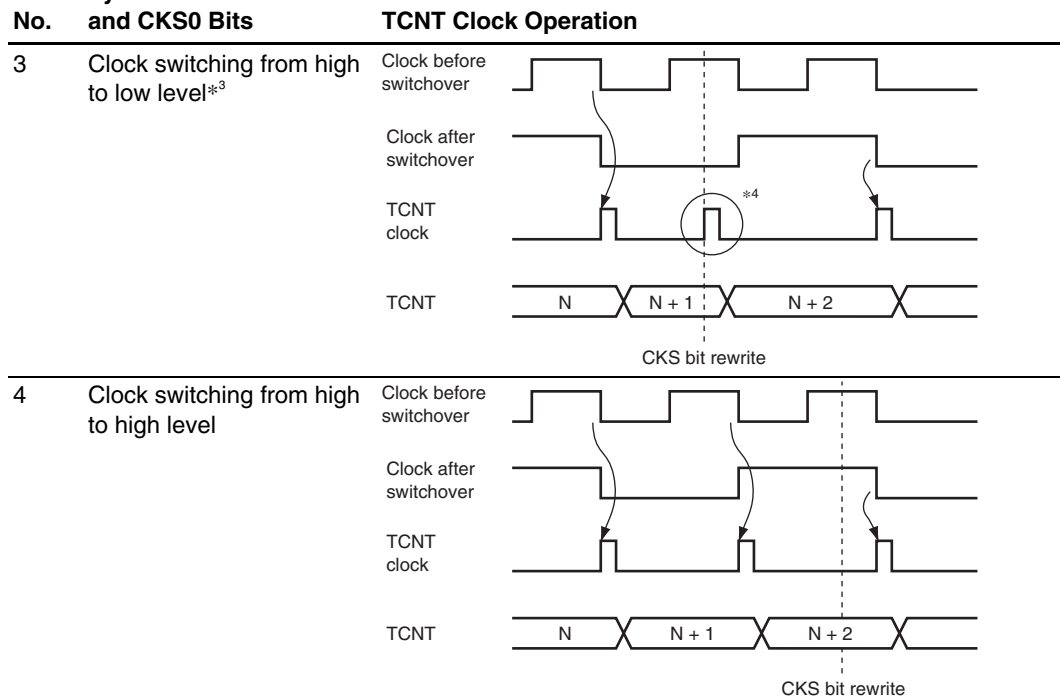 No. and CKS0 Bits TCNT Clock Operation
3 Clock switching from high to low level*3
Clock before switchover
Clock after switchover
*4
TCNT clock
TCNT N N + 1 N + 2
CKS bit rewrite
4 Clock switching from high to high level
Clock before switchover
Clock after switchover
TCNT clock
TCNT N N + 1 N + 2
CKS bit rewrite